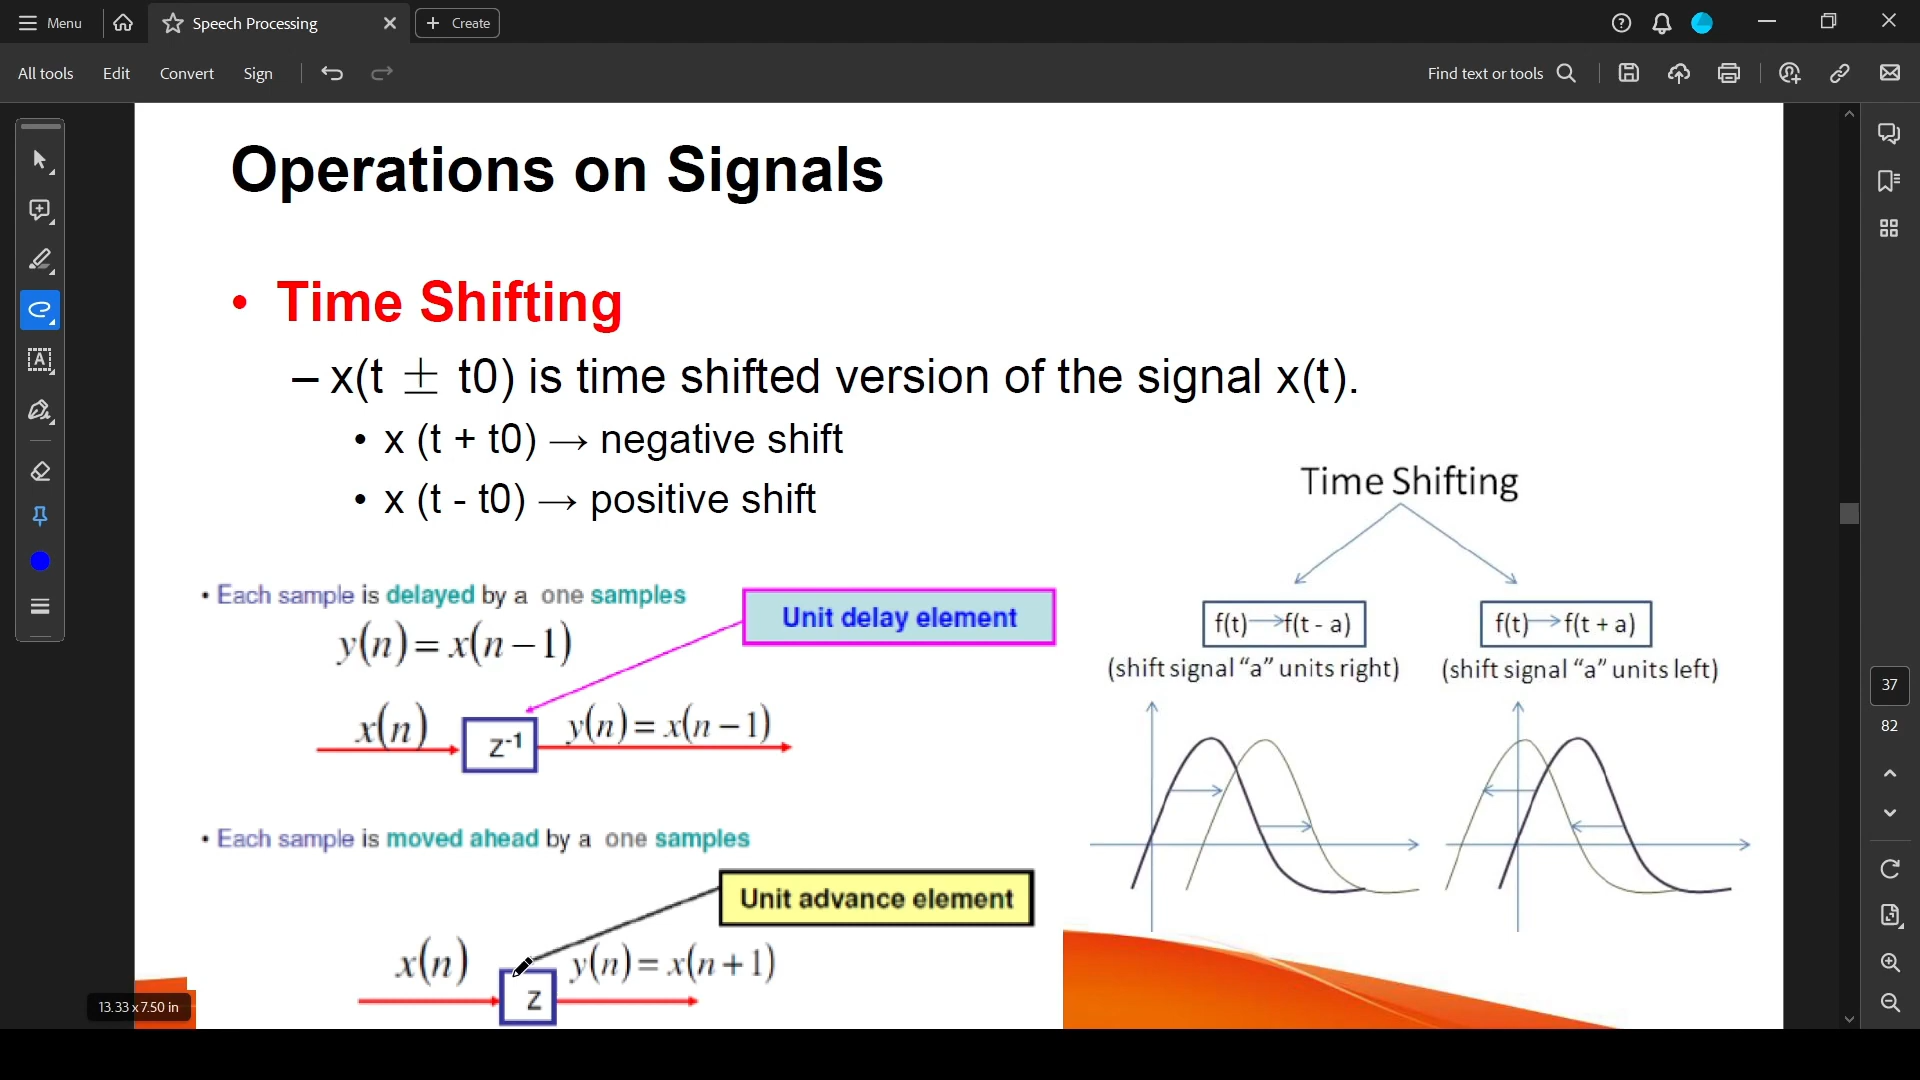 Menu
Speech Processing
Create
All tools
Edit
Convert
Sign
Find text or tools
Operations on Signals
• Time Shifting
– x(t ± t0) is time shifted version of the signal x(t).
• x (t + t0) → negative shift
• x (t - t0) → positive shift
• Each sample is delayed by a one samples
y(n) = x(n − 1)
Unit delay element
x(n)
z⁻¹
y(n) = x(n − 1)
• Each sample is moved ahead by a one samples
Unit advance element
x(n)
z
y(n) = x(n + 1)
Time Shifting
f(t)→f(t - a)
f(t)→f(t + a)
(shift signal “a” units right)
(shift signal “a” units left)
37
82
13.33 x 7.50 in